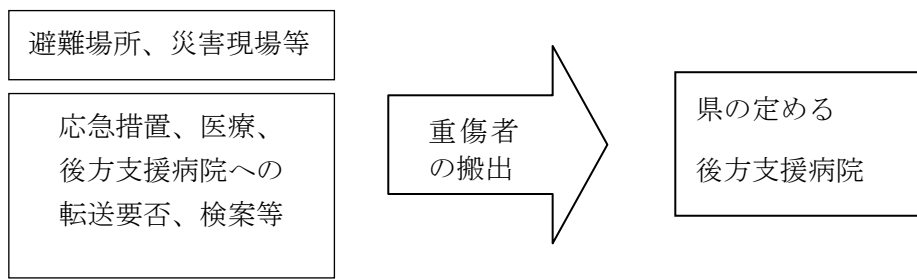 避難場所、災害現場等
応急措置、医療、
後方支援病院への
転送要否、検案等
重傷者
の搬出
県の定める
後方支援病院